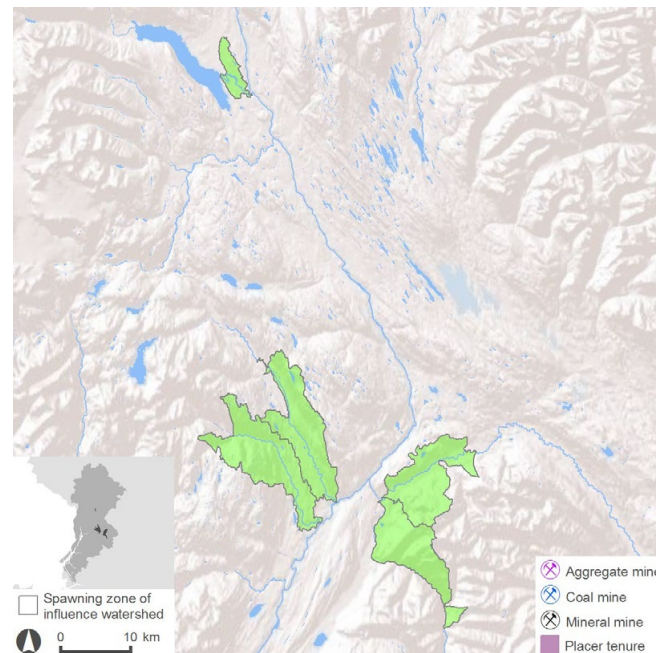 Spawning zone of
influence watershed
0 10 km
Aggregate mine
Coal mine
Mineral mine
Placer tenure